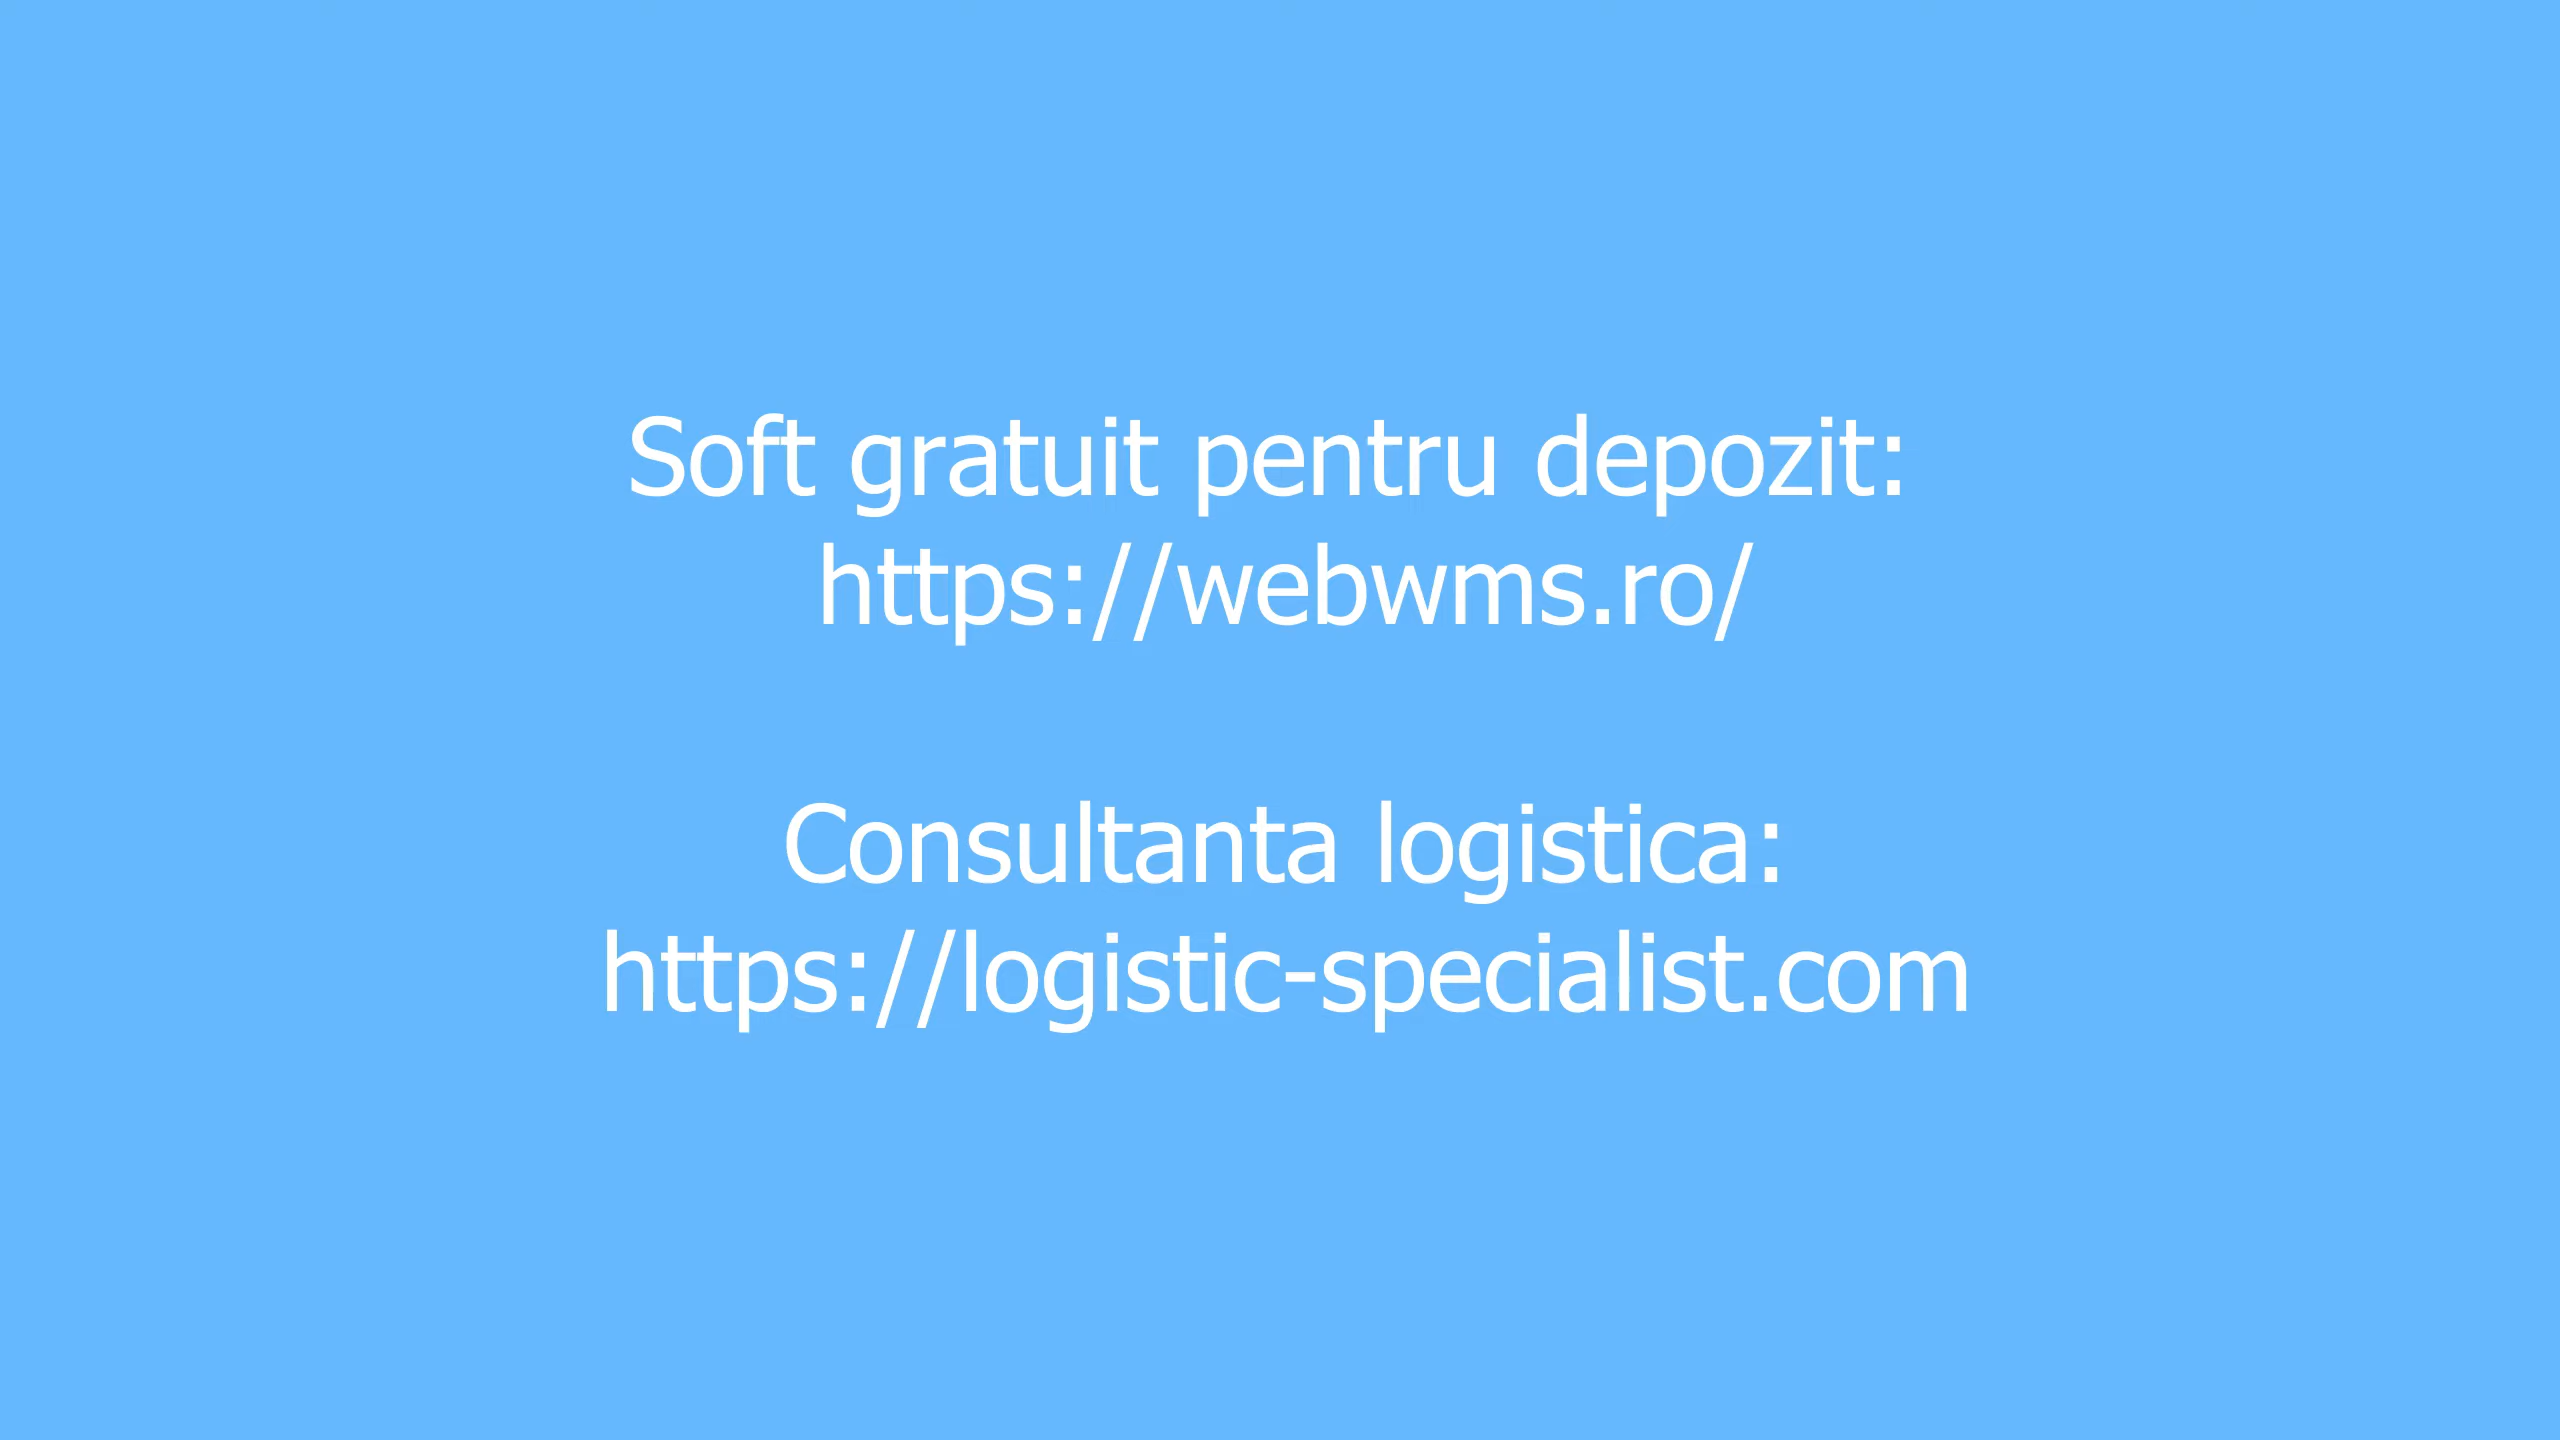 Soft gratuit pentru depozit:
https://webwms.ro/
Consultanta logistica:
https://logistic-specialist.com